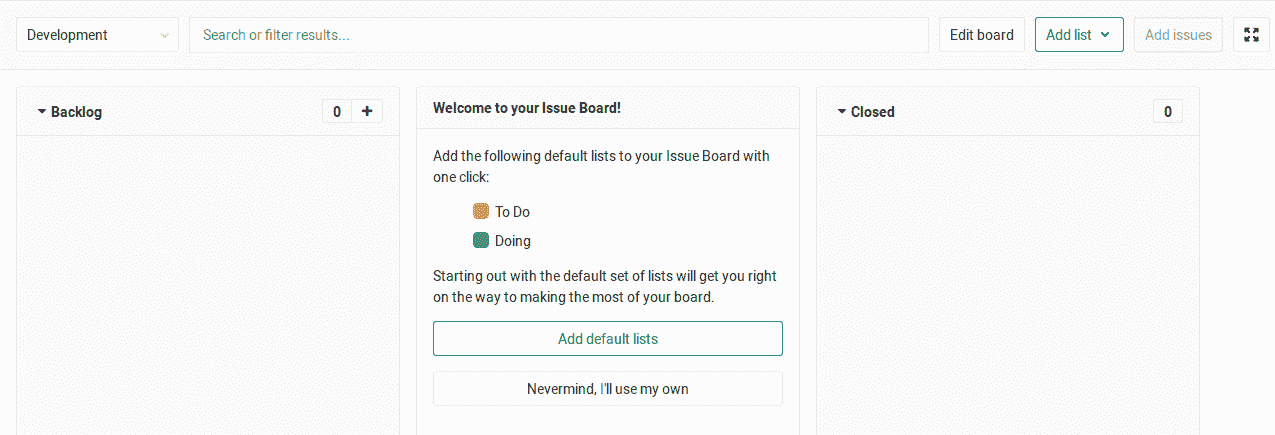 Development Search or filter results... Edit board Add list Add issues
Backlog 0 +
Welcome to your Issue Board!
Add the following default lists to your Issue Board with
one click:
To Do
Doing
Starting out with the default set of lists will get you right
on the way to making the most of your board.
Add default lists
Nevermind, I'll use my own
Closed 0